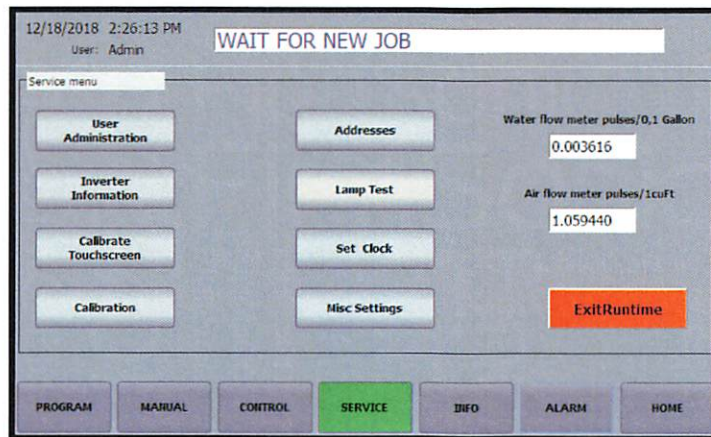 12/18/2018 2:26:13 PM
User: Admin
WAIT FOR NEW JOB
Service menu
User
Administration
Addresses
Water flow meter pulses/0,1 Gallon
0.003616
Inverter
Information
Lamp Test
Air flow meter pulses/1cuFt
1.059440
Calibrate
Touchscreen
Set Clock
Calibration
Misc Settings
ExitRuntime
PROGRAM
MANUAL
CONTROL
SERVICE
INFO
ALARM
HOME